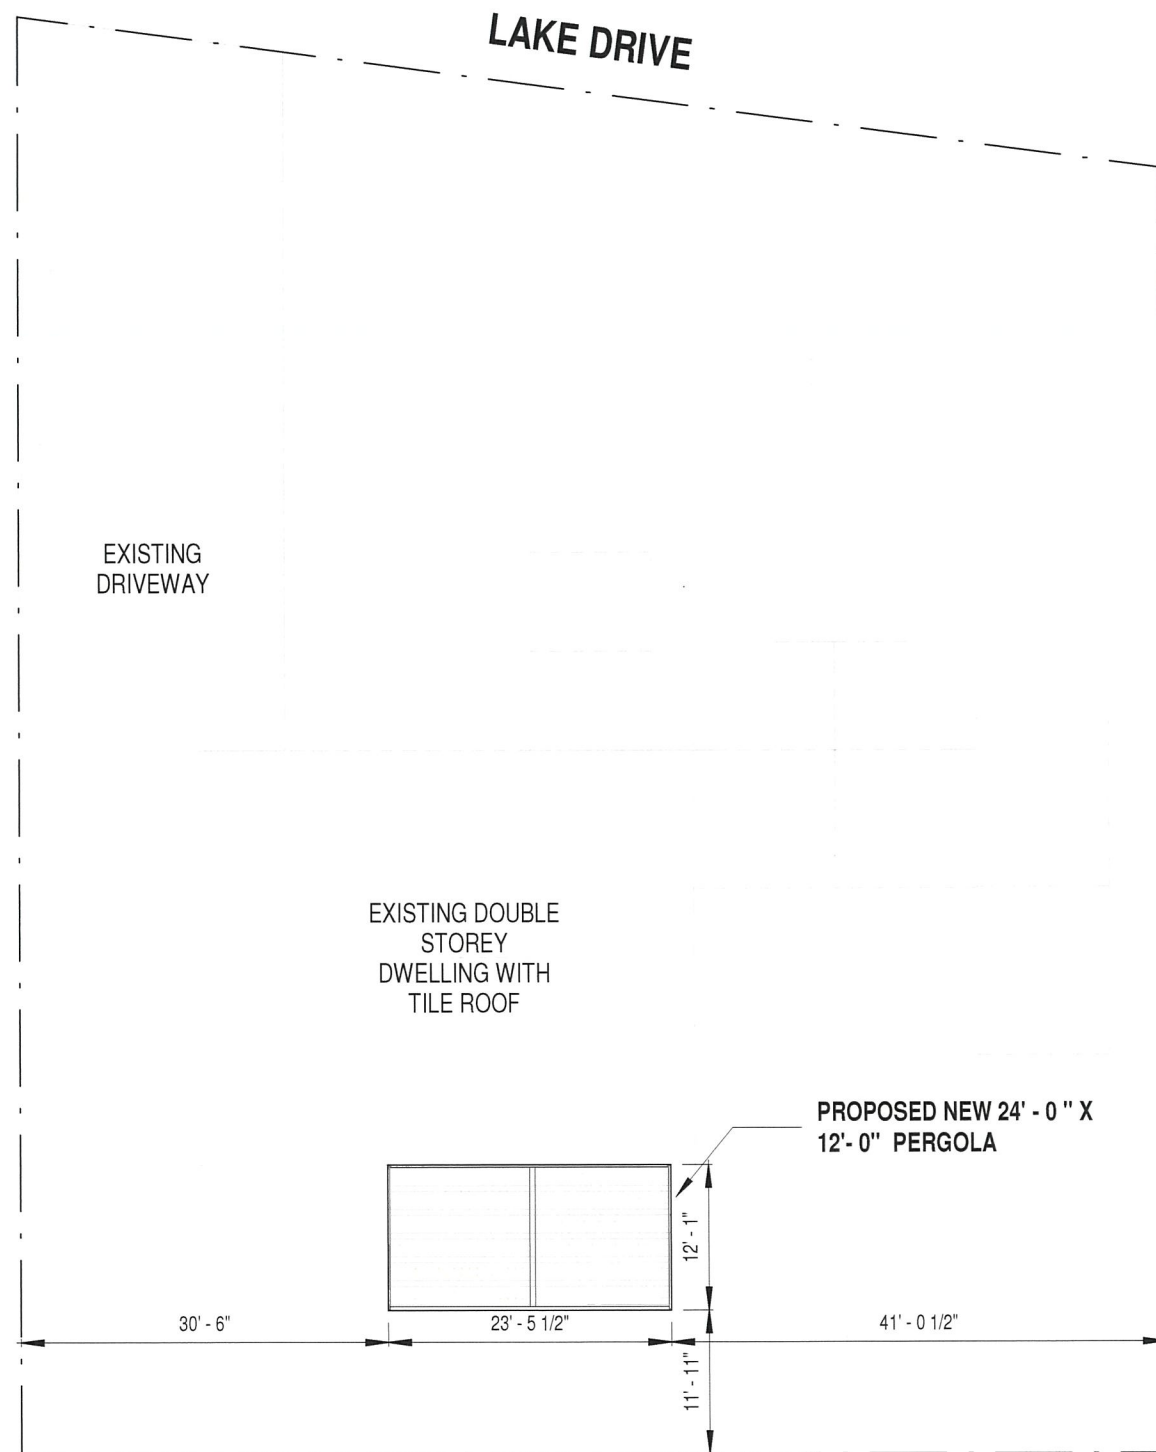 LAKE DRIVE
EXISTING
DRIVEWAY
EXISTING DOUBLE
STOREY
DWELLING WITH
TILE ROOF
PROPOSED NEW 24' - 0 " X
12'- 0" PERGOLA
12' - 1"
30' - 6"
23' - 5 1/2"
41' - 0 1/2"
11' - 11"